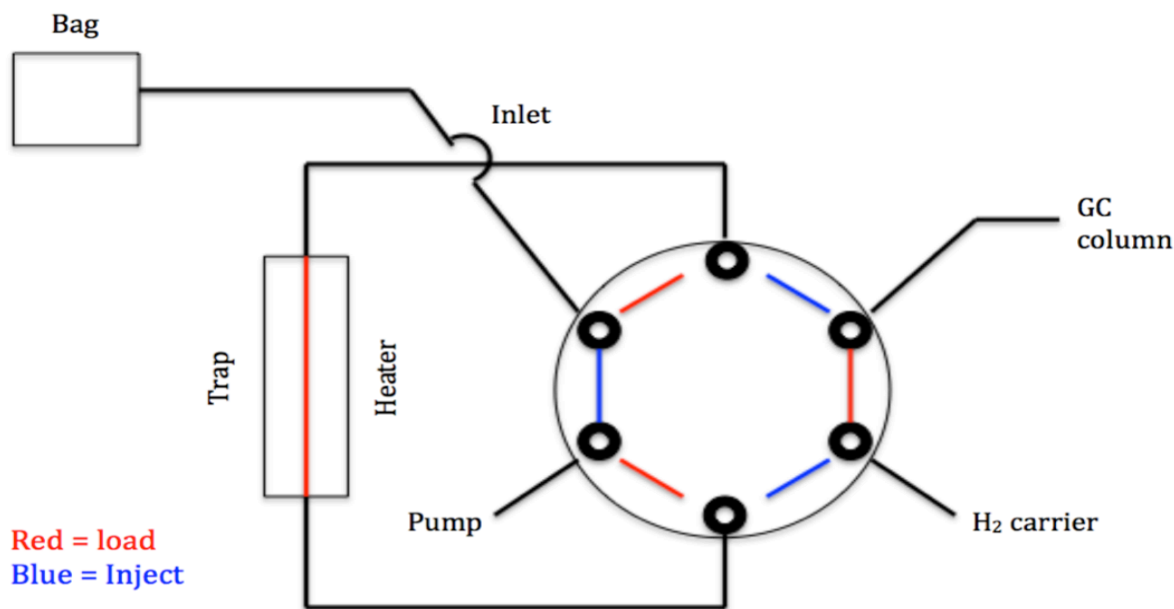 Bag
Inlet
GC
column
Trap
Heater
Pump
H₂ carrier
Red = load
Blue = Inject